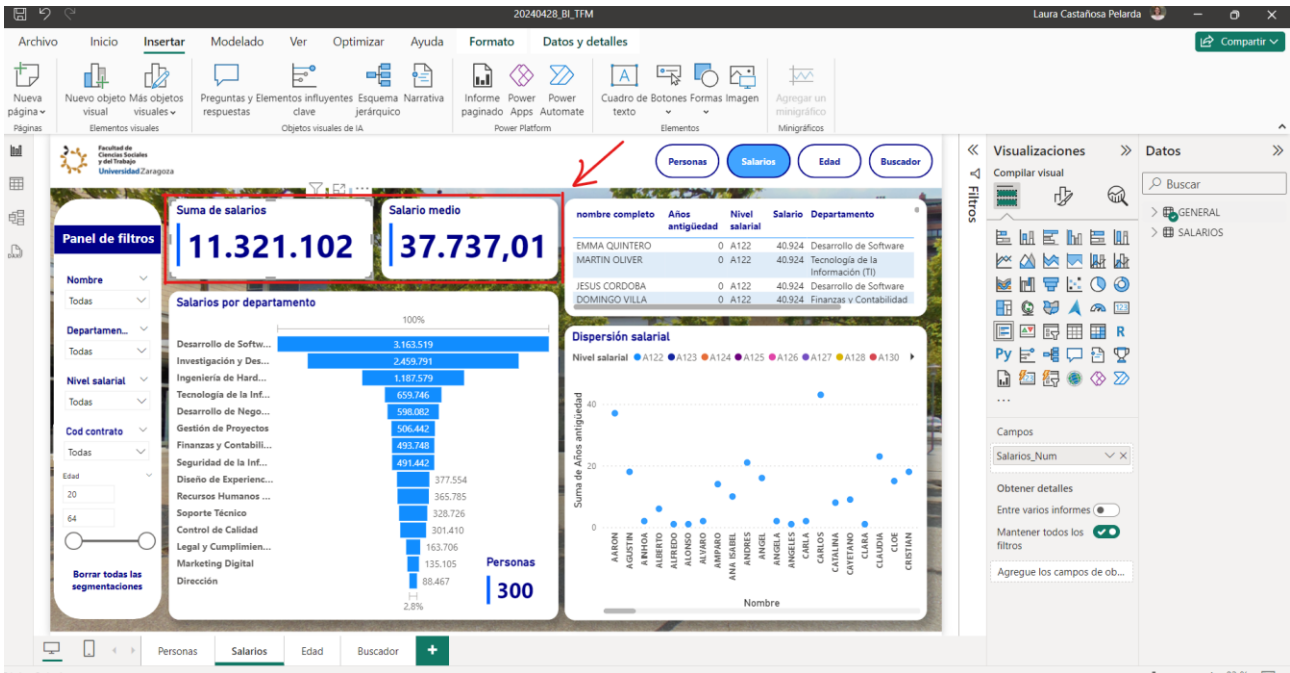 20240428_BI_TFM
Laura Castañosa Pelarda
Archivo Inicio Insertar Modelado Ver Optimizar Ayuda Formato Datos y detalles
Compartir
Nueva página
Nuevo objeto visual
Más objetos visuales
Preguntas y respuestas
Elementos influyentes clave
Esquema jerárquico
Narrativa
Informe paginado
Power Apps
Power Automate
Cuadro de texto
Botones
Formas
Imagen
Agregar un minigráfico
Páginas
Elementos visuales
Objetos visuales de IA
Power Platform
Elementos
Minigráficos
Facultad de
Ciencias Sociales
y del Trabajo
Universidad Zaragoza
Personas Salarios Edad Buscador
Panel de filtros
Nombre
Todas
Departamen...
Todas
Nivel salarial
Todas
Cod contrato
Todas
Edad
20
64
Borrar todas las
segmentaciones
Suma de salarios
11.321.102
Salario medio
37.737,01
nombre completo Años antigüedad Nivel salarial Salario Departamento
EMMA QUINTERO 0 A122 40.924 Desarrollo de Software
MARTIN OLIVER 0 A122 40.924 Tecnología de la Información (TI)
JESUS CORDOBA 0 A122 40.924 Desarrollo de Software
DOMINGO VILLA 0 A122 40.924 Finanzas y Contabilidad
Salarios por departamento
100%
Desarrollo de Softw... 3.163.519
Investigación y Des... 2.459.791
Ingeniería de Hard... 1.187.579
Tecnología de la Inf... 659.746
Desarrollo de Nego... 598.082
Gestión de Proyectos 506.442
Finanzas y Contabili... 493.748
Seguridad de la Inf... 491.442
Diseño de Experienc... 377.554
Recursos Humanos ... 365.785
Soporte Técnico 328.726
Control de Calidad 301.410
Legal y Cumplimien... 163.706
Marketing Digital 135.105
Dirección 88.467
2,8%
Personas
300
Dispersión salarial
Nivel salarial A122 A123 A124 A125 A126 A127 A128 A130
Suma de Años antigüedad
40
20
0
AARON
AGUSTIN
AINHOA
ALBERTO
ALFREDO
ALONSO
ALVARO
AMPARO
ANA ISABEL
ANDRES
ANGEL
ANGELA
ANGELES
CARLA
CARLOS
CATALINA
CAYETANO
CLARA
CLAUDIA
CLOE
CRISTIAN
Nombre
Filtros
Visualizaciones
Compilar visual
R
Py
...
Campos
Salarios_Num
Obtener detalles
Entre varios informes
Mantener todos los
filtros
Agregue los campos de ob...
Datos
Buscar
GENERAL
SALARIOS
Personas Salarios Edad Buscador +